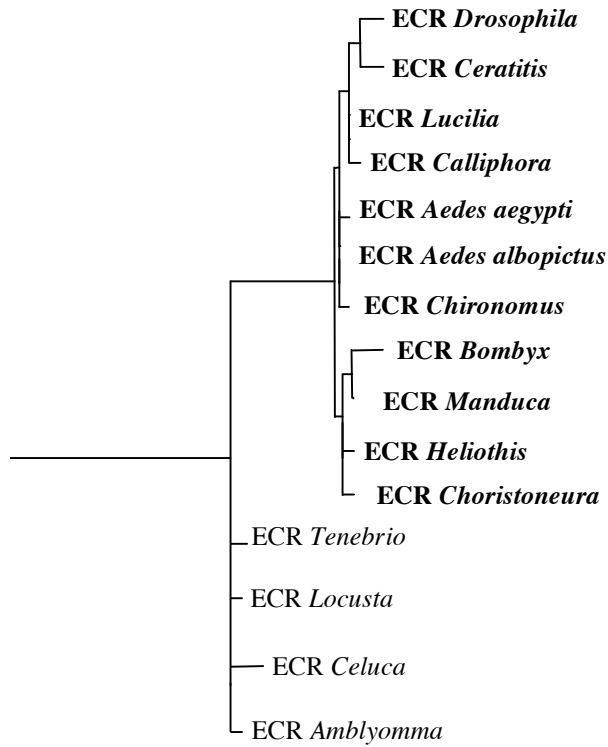 ECR Drosophila
ECR Ceratitis
ECR Lucilia
ECR Calliphora
ECR Aedes aegypti
ECR Aedes albopictus
ECR Chironomus
ECR Bombyx
ECR Manduca
ECR Heliothis
ECR Choristoneura
ECR Tenebrio
ECR Locusta
ECR Celuca
ECR Amblyomma